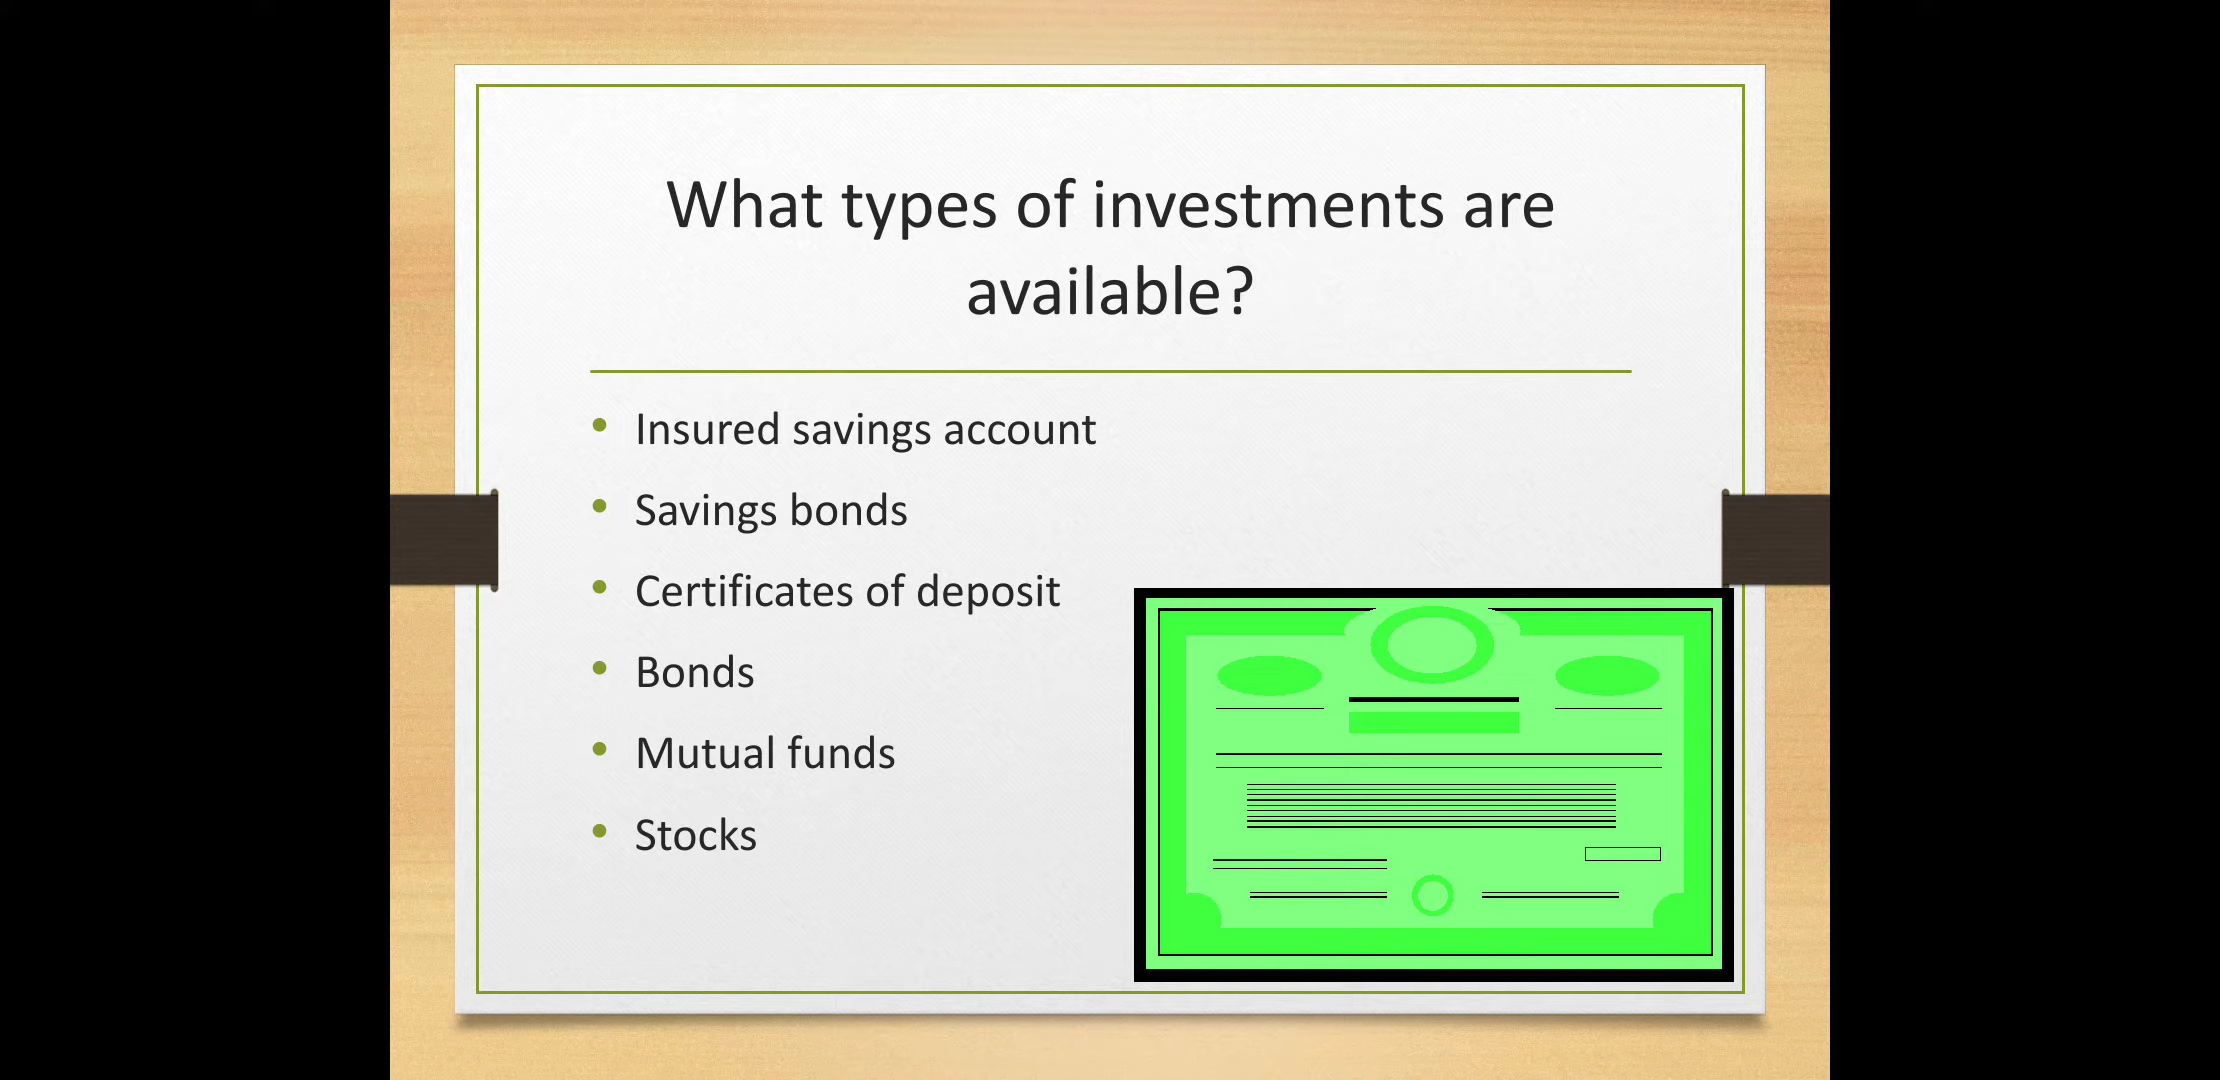 What types of investments are
available?
• Insured savings account
• Savings bonds
• Certificates of deposit
• Bonds
• Mutual funds
• Stocks